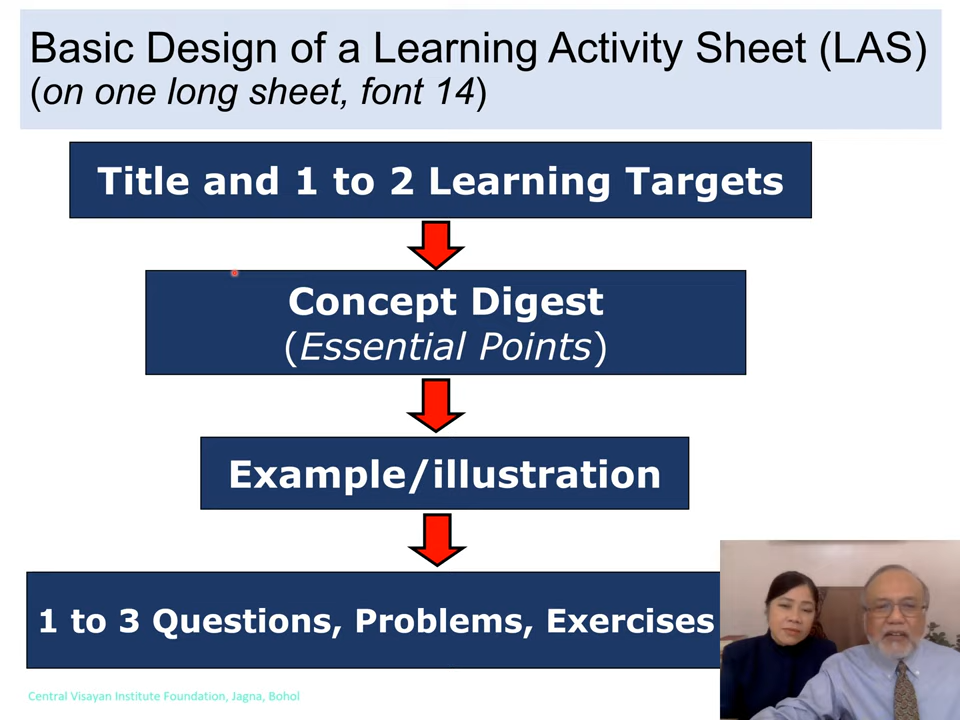 Basic Design of a Learning Activity Sheet (LAS)
(on one long sheet, font 14)
Title and 1 to 2 Learning Targets
Concept Digest
(Essential Points)
Example/illustration
1 to 3 Questions, Problems, Exercises
Central Visayan Institute Foundation, Jagna, Bohol